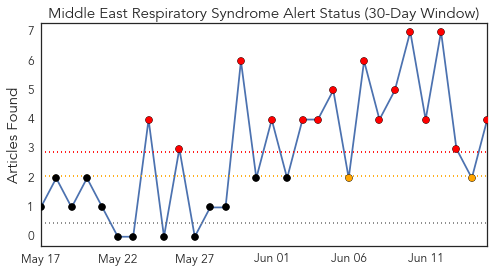 Middle East Respiratory Syndrome Alert Status (30-Day Window)
Articles Found
7
6
5
4
3
2
1
0
May 17 May 22 May 27 Jun 01 Jun 06 Jun 11